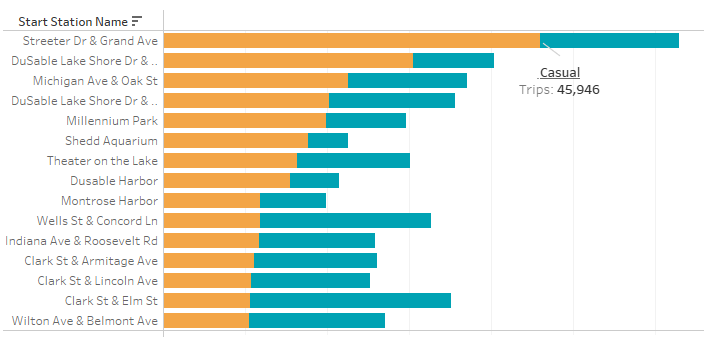 Start Station Name
Streeter Dr & Grand Ave
DuSable Lake Shore Dr & ..
Michigan Ave & Oak St
DuSable Lake Shore Dr & ..
Millennium Park
Shedd Aquarium
Theater on the Lake
Dusable Harbor
Montrose Harbor
Wells St & Concord Ln
Indiana Ave & Roosevelt Rd
Clark St & Armitage Ave
Clark St & Lincoln Ave
Clark St & Elm St
Wilton Ave & Belmont Ave
Casual
Trips: 45,946